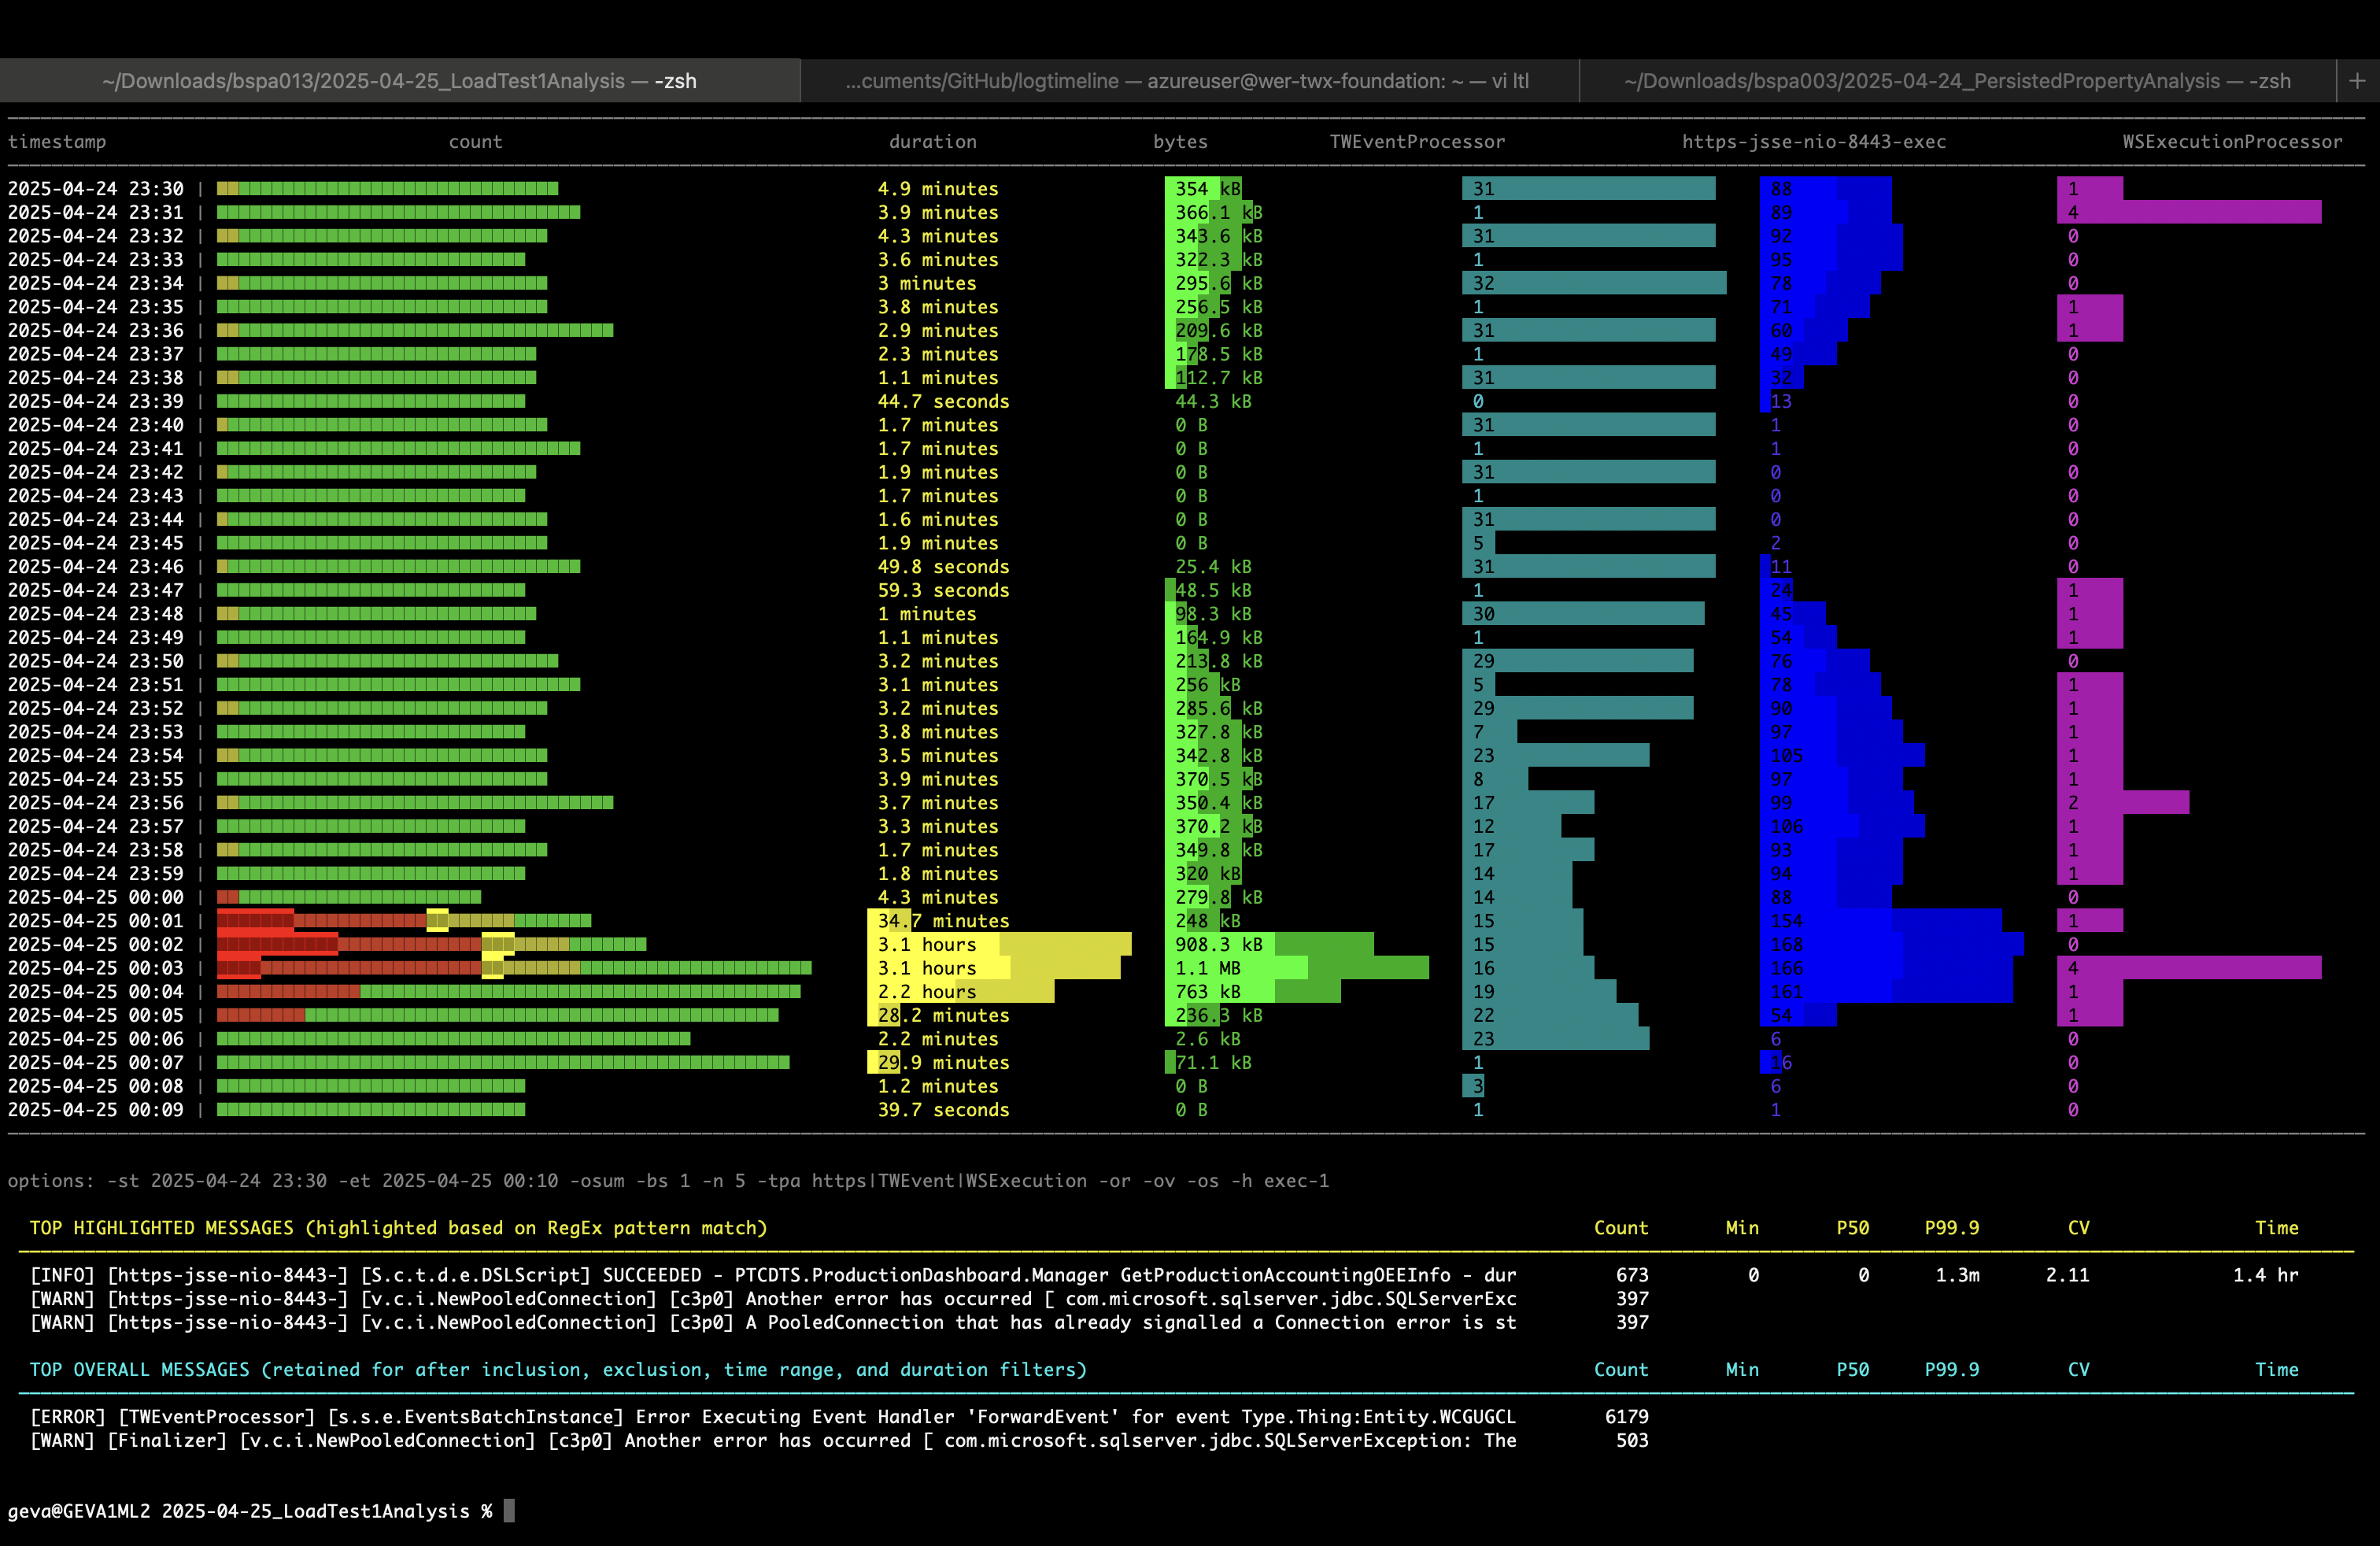 ~/Downloads/bspa013/2025-04-25_LoadTest1Analysis — -zsh ...cuments/GitHub/logtimeline — azureuser@wer-twx-foundation: ~ — vi ltl ~/Downloads/bspa003/2025-04-24_PersistedPropertyAnalysis — -zsh +
timestamp count duration bytes TWEventProcessor https-jsse-nio-8443-exec WSExecutionProcessor
2025-04-24 23:30 | 4.9 minutes 354 kB 31 88 1
2025-04-24 23:31 | 3.9 minutes 366.1 kB 1 89 4
2025-04-24 23:32 | 4.3 minutes 343.6 kB 31 92 0
2025-04-24 23:33 | 3.6 minutes 322.3 kB 1 95 0
2025-04-24 23:34 | 3 minutes 295.6 kB 32 78 0
2025-04-24 23:35 | 3.8 minutes 256.5 kB 1 71 1
2025-04-24 23:36 | 2.9 minutes 209.6 kB 31 60 1
2025-04-24 23:37 | 2.3 minutes 178.5 kB 1 49 0
2025-04-24 23:38 | 1.1 minutes 112.7 kB 31 32 0
2025-04-24 23:39 | 44.7 seconds 44.3 kB 0 13 0
2025-04-24 23:40 | 1.7 minutes 0 B 31 1 0
2025-04-24 23:41 | 1.7 minutes 0 B 1 1 0
2025-04-24 23:42 | 1.9 minutes 0 B 31 0 0
2025-04-24 23:43 | 1.7 minutes 0 B 1 0 0
2025-04-24 23:44 | 1.6 minutes 0 B 31 0 0
2025-04-24 23:45 | 1.9 minutes 0 B 5 2 0
2025-04-24 23:46 | 49.8 seconds 25.4 kB 31 11 0
2025-04-24 23:47 | 59.3 seconds 48.5 kB 1 24 1
2025-04-24 23:48 | 1 minutes 98.3 kB 30 45 1
2025-04-24 23:49 | 1.1 minutes 164.9 kB 1 54 1
2025-04-24 23:50 | 3.2 minutes 213.8 kB 29 76 0
2025-04-24 23:51 | 3.1 minutes 256 kB 5 78 1
2025-04-24 23:52 | 3.2 minutes 285.6 kB 29 90 1
2025-04-24 23:53 | 3.8 minutes 327.8 kB 7 97 1
2025-04-24 23:54 | 3.5 minutes 342.8 kB 23 105 1
2025-04-24 23:55 | 3.9 minutes 370.5 kB 8 97 1
2025-04-24 23:56 | 3.7 minutes 350.4 kB 17 99 2
2025-04-24 23:57 | 3.3 minutes 370.2 kB 12 106 1
2025-04-24 23:58 | 1.7 minutes 349.8 kB 17 93 1
2025-04-24 23:59 | 1.8 minutes 320 kB 14 94 1
2025-04-25 00:00 | 4.3 minutes 279.8 kB 14 88 0
2025-04-25 00:01 | 34.7 minutes 248 kB 15 154 1
2025-04-25 00:02 | 3.1 hours 908.3 kB 15 168 0
2025-04-25 00:03 | 3.1 hours 1.1 MB 16 166 4
2025-04-25 00:04 | 2.2 hours 763 kB 19 161 1
2025-04-25 00:05 | 28.2 minutes 236.3 kB 22 54 1
2025-04-25 00:06 | 2.2 minutes 2.6 kB 23 6 0
2025-04-25 00:07 | 29.9 minutes 71.1 kB 1 16 0
2025-04-25 00:08 | 1.2 minutes 0 B 3 6 0
2025-04-25 00:09 | 39.7 seconds 0 B 1 1 0
options: -st 2025-04-24 23:30 -et 2025-04-25 00:10 -osum -bs 1 -n 5 -tpa https|TWEvent|WSExecution -or -ov -os -h exec-1
TOP HIGHLIGHTED MESSAGES (highlighted based on RegEx pattern match) Count Min P50 P99.9 CV Time
[INFO] [https-jsse-nio-8443-] [S.c.t.d.e.DSLScript] SUCCEEDED - PTCDTS.ProductionDashboard.Manager GetProductionAccountingOEEInfo - dur 673 0 0 1.3m 2.11 1.4 hr
[WARN] [https-jsse-nio-8443-] [v.c.i.NewPooledConnection] [c3p0] Another error has occurred [ com.microsoft.sqlserver.jdbc.SQLServerExc 397
[WARN] [https-jsse-nio-8443-] [v.c.i.NewPooledConnection] [c3p0] A PooledConnection that has already signalled a Connection error is st 397
TOP OVERALL MESSAGES (retained for after inclusion, exclusion, time range, and duration filters) Count Min P50 P99.9 CV Time
[ERROR] [TWEventProcessor] [s.s.e.EventsBatchInstance] Error Executing Event Handler 'ForwardEvent' for event Type.Thing:Entity.WCGUGCL 6179
[WARN] [Finalizer] [v.c.i.NewPooledConnection] [c3p0] Another error has occurred [ com.microsoft.sqlserver.jdbc.SQLServerException: The 503
geva@GEVA1ML2 2025-04-25_LoadTest1Analysis %